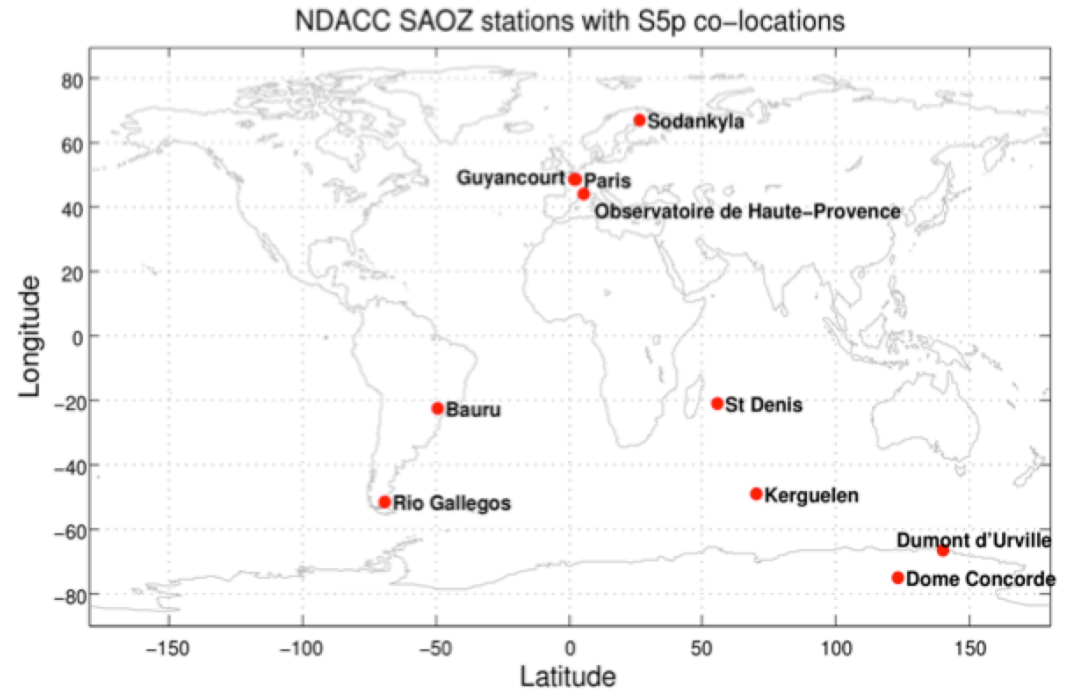 NDACC SAOZ stations with S5p co−locations
80
Sodankyla
60
Guyancourt Paris
40
Observatoire de Haute−Provence
20
Longitude
0
−20
Bauru
St Denis
−40
Rio Gallegos
Kerguelen
−60
Dumont d'Urville
Dome Concorde
−80
−150 −100 −50 0 50 100 150
Latitude